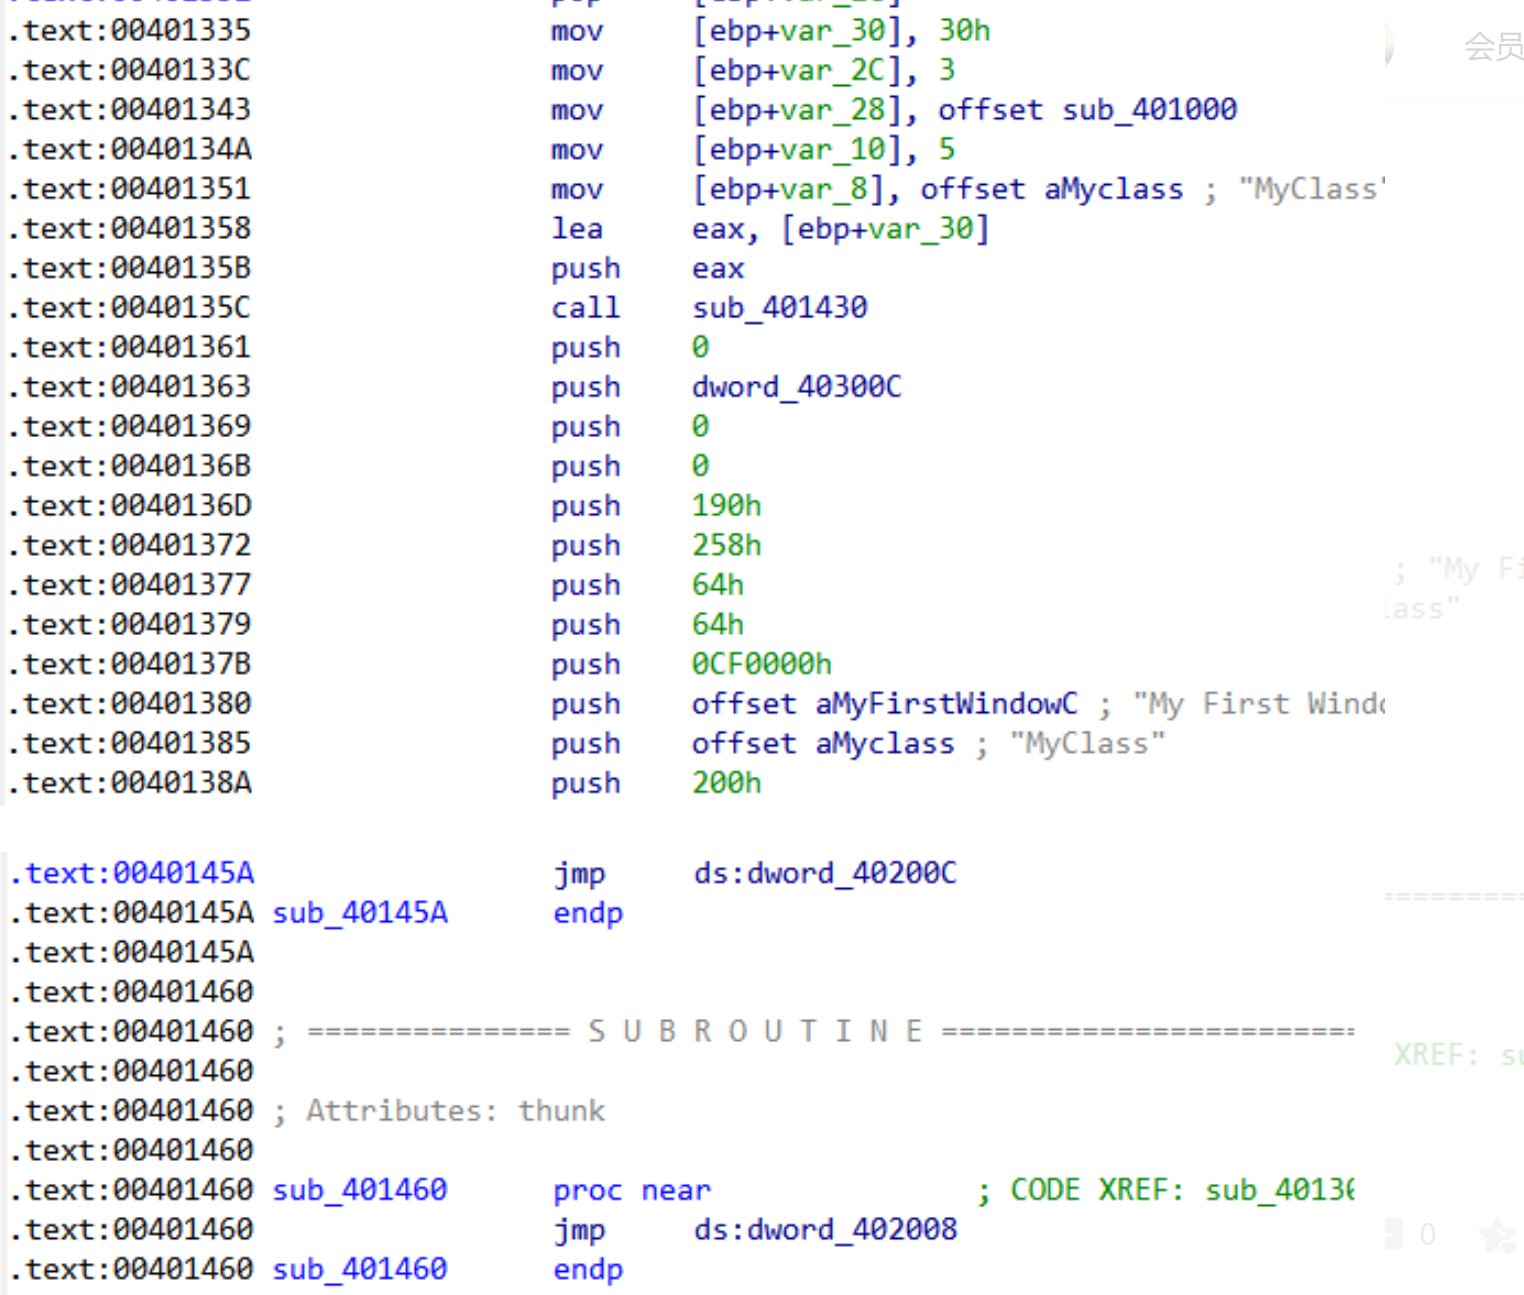 .text:00401335 mov [ebp+var_30], 30h
.text:0040133C mov [ebp+var_2C], 3
.text:00401343 mov [ebp+var_28], offset sub_401000
.text:0040134A mov [ebp+var_10], 5
.text:00401351 mov [ebp+var_8], offset aMyclass ; "MyClass"
.text:00401358 lea eax, [ebp+var_30]
.text:0040135B push eax
.text:0040135C call sub_401430
.text:00401361 push 0
.text:00401363 push dword_40300C
.text:00401369 push 0
.text:0040136B push 0
.text:0040136D push 190h
.text:00401372 push 258h
.text:00401377 push 64h
.text:00401379 push 64h
.text:0040137B push 0CF0000h
.text:00401380 push offset aMyFirstWindowC ; "My First Windo
.text:00401385 push offset aMyclass ; "MyClass"
.text:0040138A push 200h
.text:0040145A jmp ds:dword_40200C
.text:0040145A sub_40145A endp
.text:0040145A
.text:00401460
.text:00401460 ; =============== S U B R O U T I N E ========================
.text:00401460
.text:00401460 ; Attributes: thunk
.text:00401460
.text:00401460 sub_401460 proc near ; CODE XREF: sub_40130
.text:00401460 jmp ds:dword_402008
.text:00401460 sub_401460 endp
会员
; "My Fi
lass"
==========
XREF: su
0